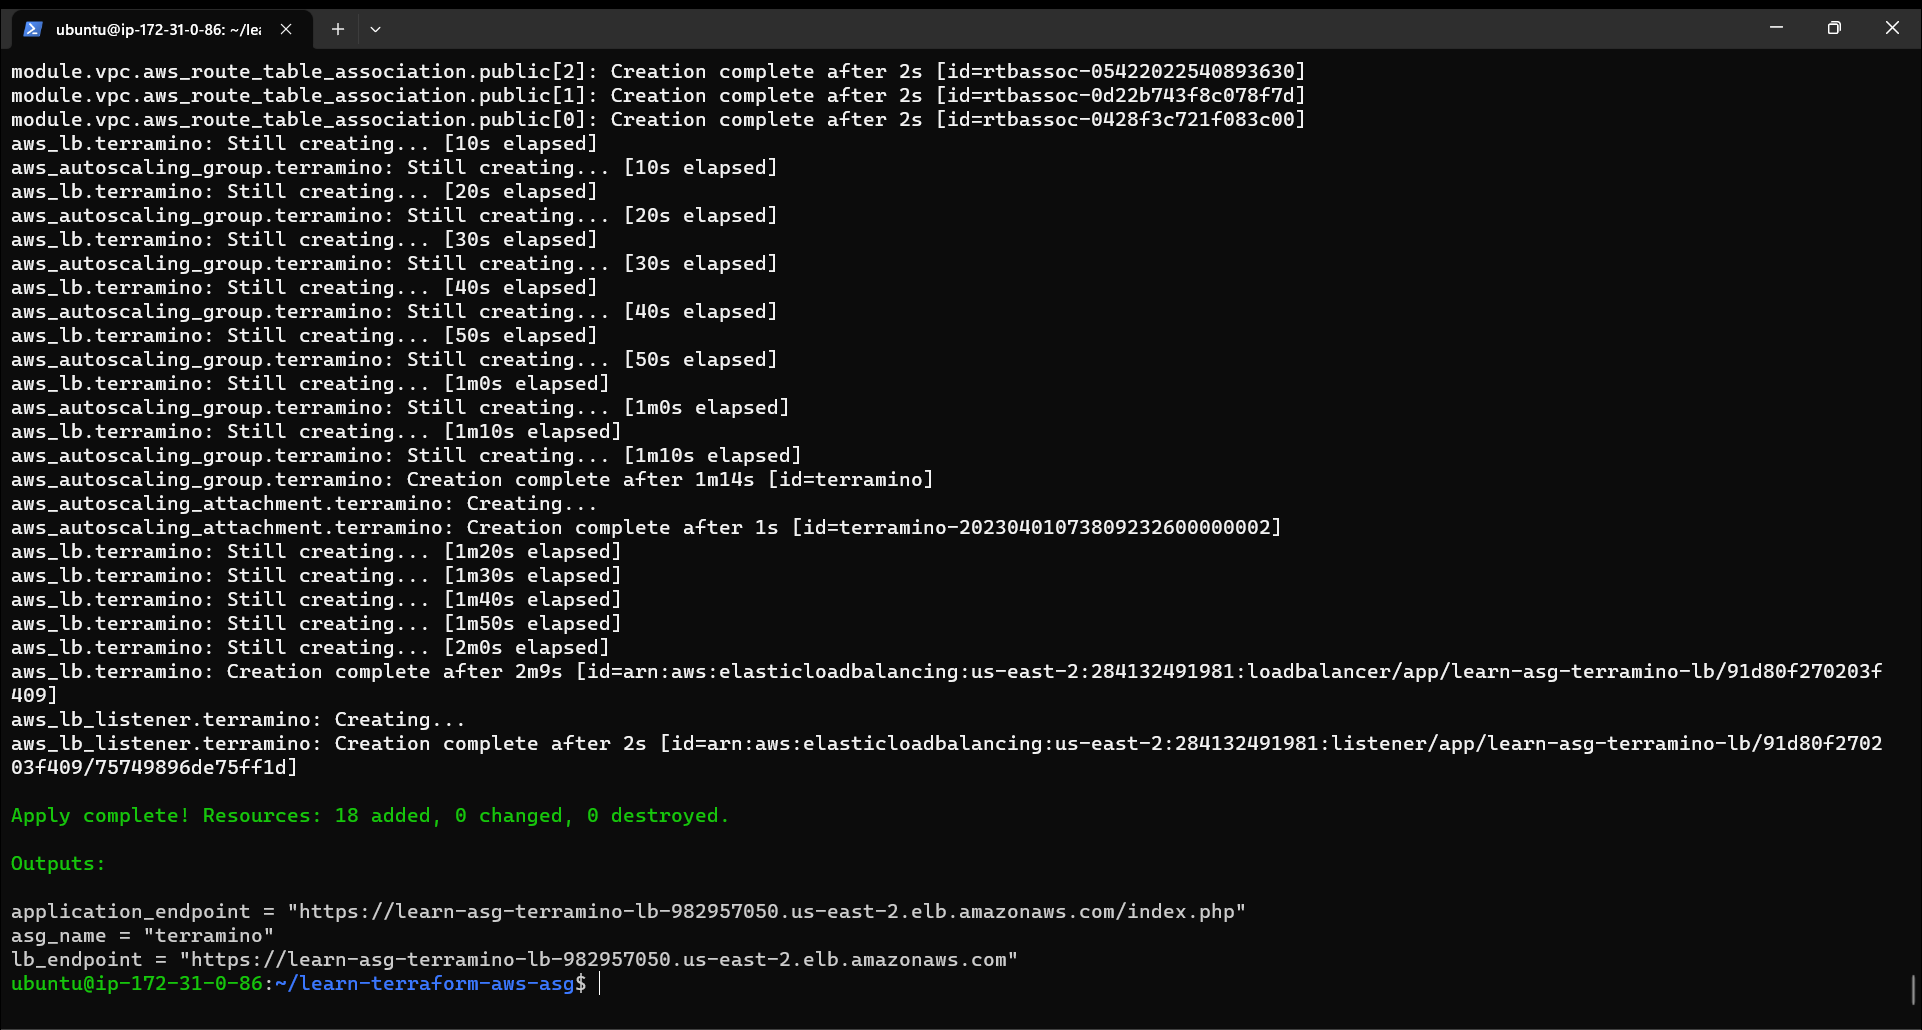 ubuntu@ip-172-31-0-86: ~/lea
module.vpc.aws_route_table_association.public[2]: Creation complete after 2s [id=rtbassoc-05422022540893630]
module.vpc.aws_route_table_association.public[1]: Creation complete after 2s [id=rtbassoc-0d22b743f8c078f7d]
module.vpc.aws_route_table_association.public[0]: Creation complete after 2s [id=rtbassoc-0428f3c721f083c00]
aws_lb.terramino: Still creating... [10s elapsed]
aws_autoscaling_group.terramino: Still creating... [10s elapsed]
aws_lb.terramino: Still creating... [20s elapsed]
aws_autoscaling_group.terramino: Still creating... [20s elapsed]
aws_lb.terramino: Still creating... [30s elapsed]
aws_autoscaling_group.terramino: Still creating... [30s elapsed]
aws_lb.terramino: Still creating... [40s elapsed]
aws_autoscaling_group.terramino: Still creating... [40s elapsed]
aws_lb.terramino: Still creating... [50s elapsed]
aws_autoscaling_group.terramino: Still creating... [50s elapsed]
aws_lb.terramino: Still creating... [1m0s elapsed]
aws_autoscaling_group.terramino: Still creating... [1m0s elapsed]
aws_lb.terramino: Still creating... [1m10s elapsed]
aws_autoscaling_group.terramino: Still creating... [1m10s elapsed]
aws_autoscaling_group.terramino: Creation complete after 1m14s [id=terramino]
aws_autoscaling_attachment.terramino: Creating...
aws_autoscaling_attachment.terramino: Creation complete after 1s [id=terramino-20230401073809232600000002]
aws_lb.terramino: Still creating... [1m20s elapsed]
aws_lb.terramino: Still creating... [1m30s elapsed]
aws_lb.terramino: Still creating... [1m40s elapsed]
aws_lb.terramino: Still creating... [1m50s elapsed]
aws_lb.terramino: Still creating... [2m0s elapsed]
aws_lb.terramino: Creation complete after 2m9s [id=arn:aws:elasticloadbalancing:us-east-2:284132491981:loadbalancer/app/learn-asg-terramino-lb/91d80f270203f
409]
aws_lb_listener.terramino: Creating...
aws_lb_listener.terramino: Creation complete after 2s [id=arn:aws:elasticloadbalancing:us-east-2:284132491981:listener/app/learn-asg-terramino-lb/91d80f2702
03f409/75749896de75ff1d]
Apply complete! Resources: 18 added, 0 changed, 0 destroyed.
Outputs:
application_endpoint = "https://learn-asg-terramino-lb-982957050.us-east-2.elb.amazonaws.com/index.php"
asg_name = "terramino"
lb_endpoint = "https://learn-asg-terramino-lb-982957050.us-east-2.elb.amazonaws.com"
ubuntu@ip-172-31-0-86:~/learn-terraform-aws-asg$